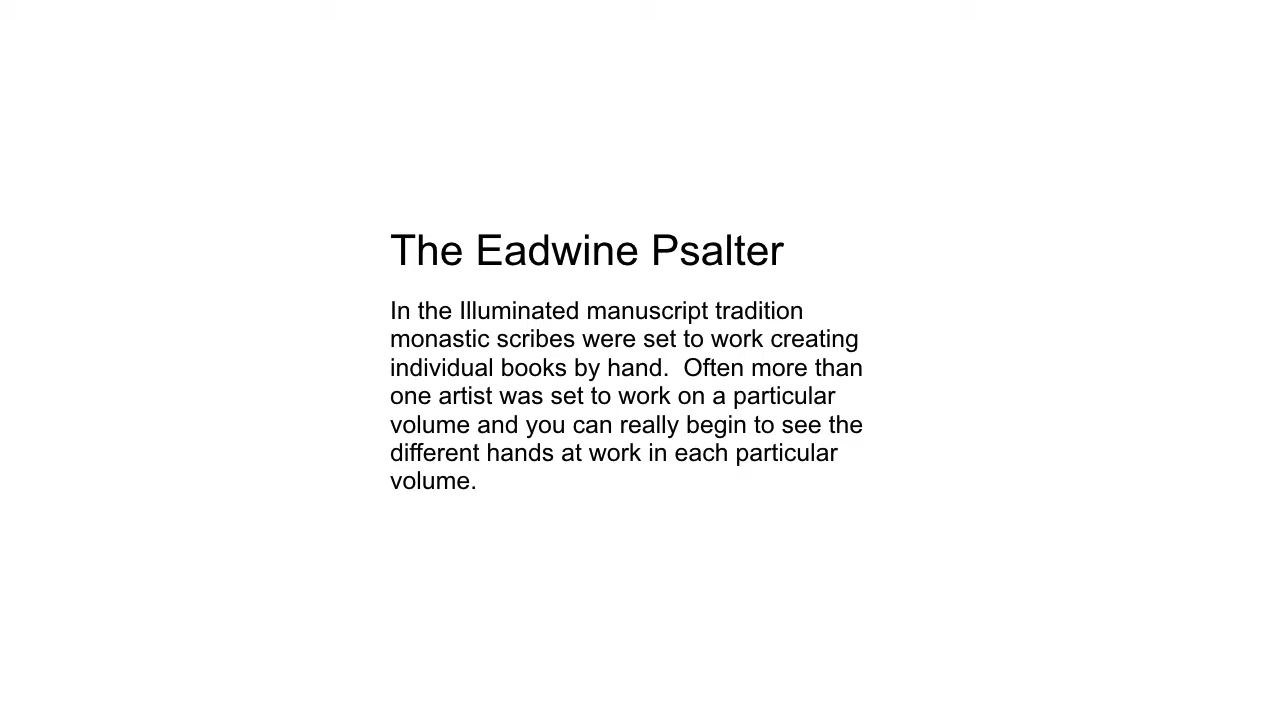 The Eadwine Psalter
In the Illuminated manuscript tradition
monastic scribes were set to work creating
individual books by hand.  Often more than
one artist was set to work on a particular
volume and you can really begin to see the
different hands at work in each particular
volume.